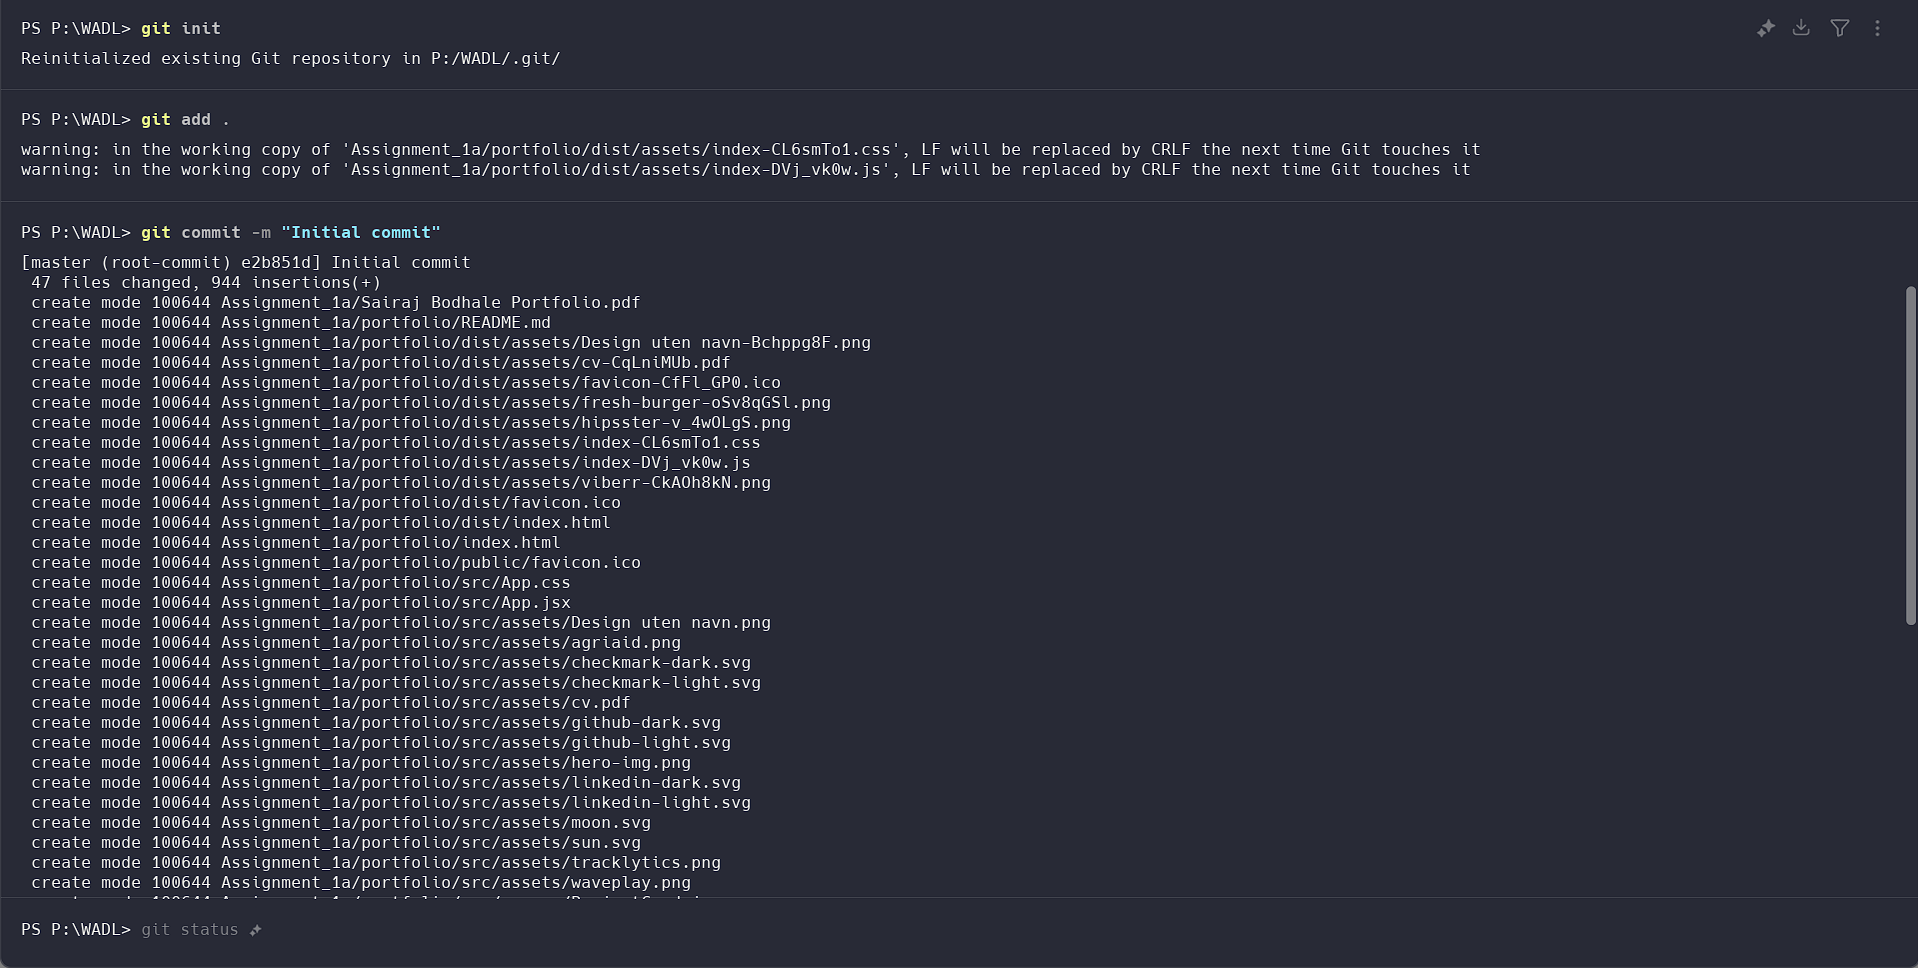 PS P:\WADL> git init
Reinitialized existing Git repository in P:/WADL/.git/
PS P:\WADL> git add .
warning: in the working copy of 'Assignment_1a/portfolio/dist/assets/index-CL6smTo1.css', LF will be replaced by CRLF the next time Git touches it
warning: in the working copy of 'Assignment_1a/portfolio/dist/assets/index-DVj_vk0w.js', LF will be replaced by CRLF the next time Git touches it
PS P:\WADL> git commit -m "Initial commit"
[master (root-commit) e2b851d] Initial commit
 47 files changed, 944 insertions(+)
 create mode 100644 Assignment_1a/Sairaj Bodhale Portfolio.pdf
 create mode 100644 Assignment_1a/portfolio/README.md
 create mode 100644 Assignment_1a/portfolio/dist/assets/Design uten navn-Bchppg8F.png
 create mode 100644 Assignment_1a/portfolio/dist/assets/cv-CqLniMUb.pdf
 create mode 100644 Assignment_1a/portfolio/dist/assets/favicon-CfFl_GP0.ico
 create mode 100644 Assignment_1a/portfolio/dist/assets/fresh-burger-oSv8qGSl.png
 create mode 100644 Assignment_1a/portfolio/dist/assets/hipsster-v_4wOLgS.png
 create mode 100644 Assignment_1a/portfolio/dist/assets/index-CL6smTo1.css
 create mode 100644 Assignment_1a/portfolio/dist/assets/index-DVj_vk0w.js
 create mode 100644 Assignment_1a/portfolio/dist/assets/viberr-CkAOh8kN.png
 create mode 100644 Assignment_1a/portfolio/dist/favicon.ico
 create mode 100644 Assignment_1a/portfolio/dist/index.html
 create mode 100644 Assignment_1a/portfolio/index.html
 create mode 100644 Assignment_1a/portfolio/public/favicon.ico
 create mode 100644 Assignment_1a/portfolio/src/App.css
 create mode 100644 Assignment_1a/portfolio/src/App.jsx
 create mode 100644 Assignment_1a/portfolio/src/assets/Design uten navn.png
 create mode 100644 Assignment_1a/portfolio/src/assets/agriaid.png
 create mode 100644 Assignment_1a/portfolio/src/assets/checkmark-dark.svg
 create mode 100644 Assignment_1a/portfolio/src/assets/checkmark-light.svg
 create mode 100644 Assignment_1a/portfolio/src/assets/cv.pdf
 create mode 100644 Assignment_1a/portfolio/src/assets/github-dark.svg
 create mode 100644 Assignment_1a/portfolio/src/assets/github-light.svg
 create mode 100644 Assignment_1a/portfolio/src/assets/hero-img.png
 create mode 100644 Assignment_1a/portfolio/src/assets/linkedin-dark.svg
 create mode 100644 Assignment_1a/portfolio/src/assets/linkedin-light.svg
 create mode 100644 Assignment_1a/portfolio/src/assets/moon.svg
 create mode 100644 Assignment_1a/portfolio/src/assets/sun.svg
 create mode 100644 Assignment_1a/portfolio/src/assets/tracklytics.png
 create mode 100644 Assignment_1a/portfolio/src/assets/waveplay.png
PS P:\WADL> git status